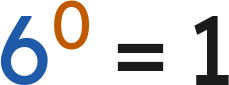 6⁰ = 1